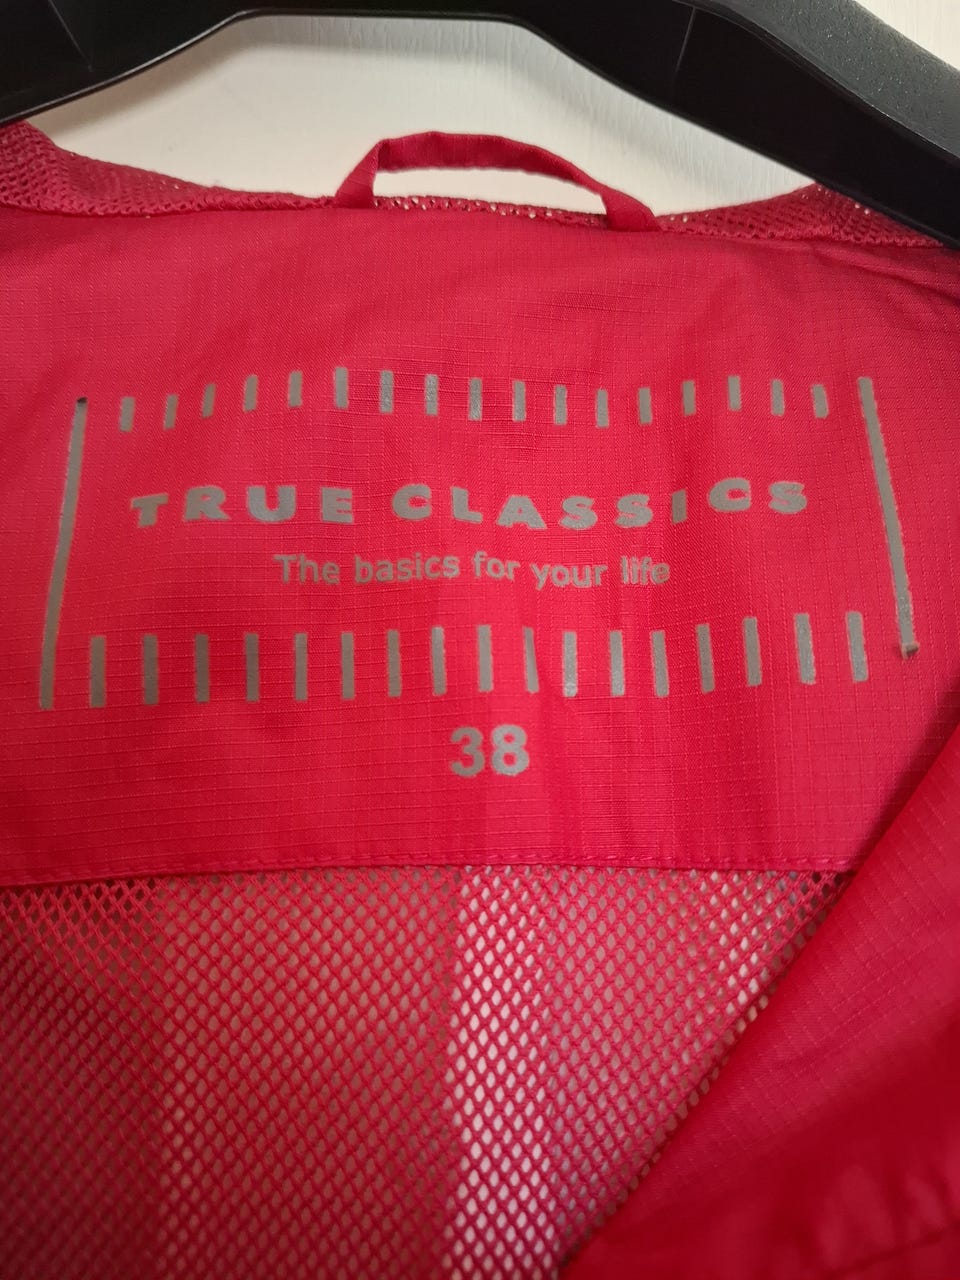 TRUE CLASSICS
The basics for your life
38